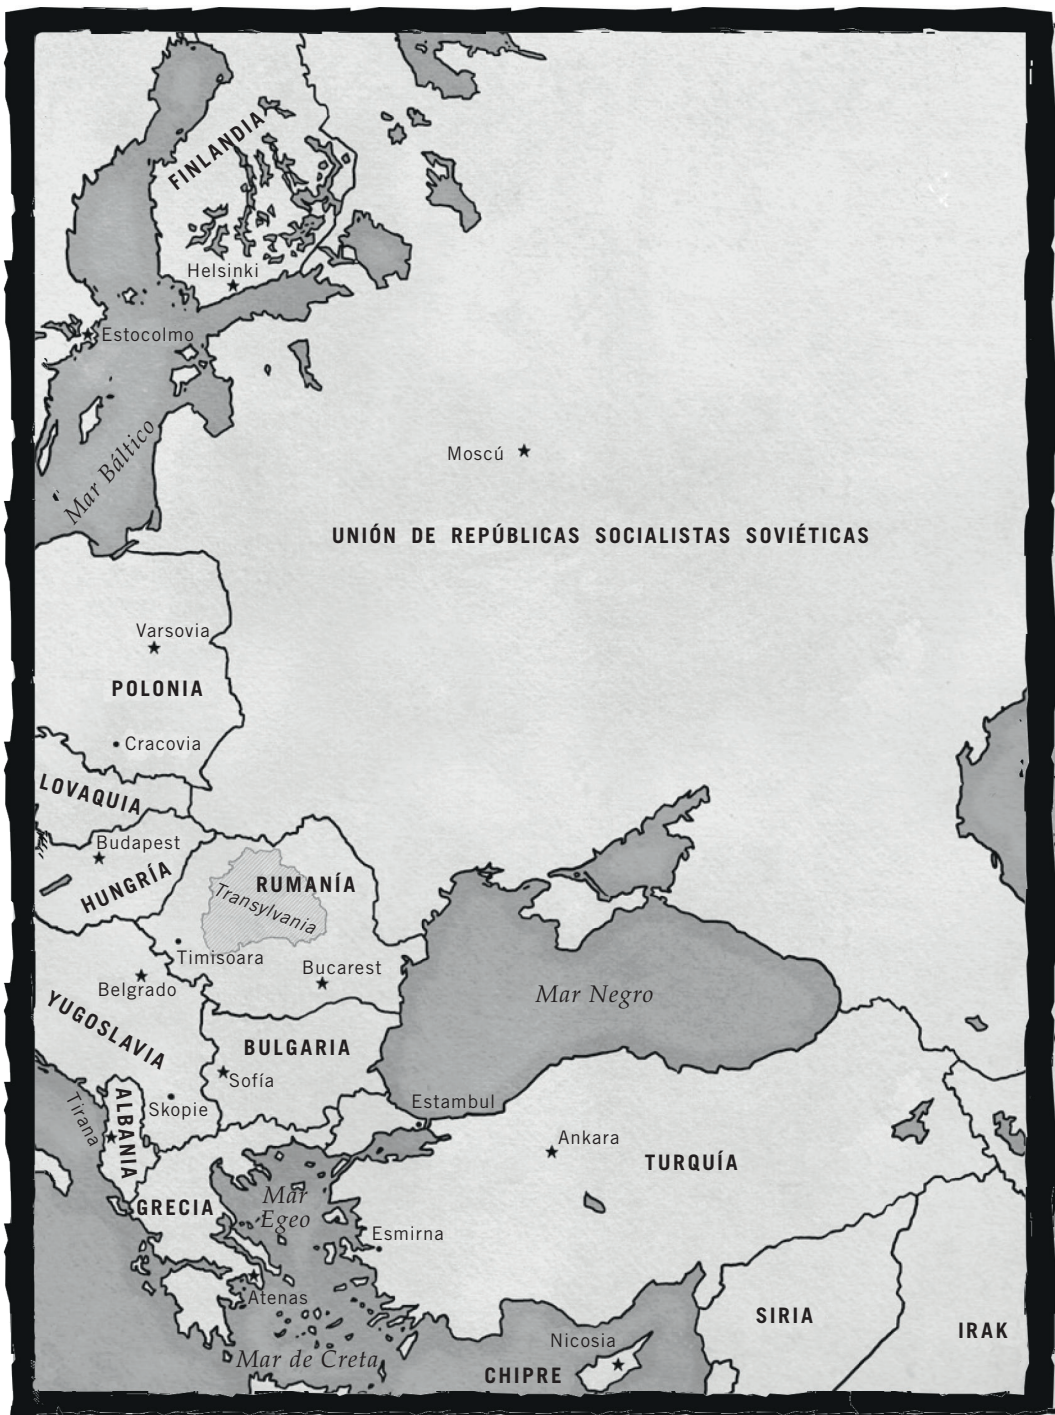 FINLANDIA
Helsinki
Estocolmo
Mar Báltico
Moscú
UNIÓN DE REPÚBLICAS SOCIALISTAS SOVIÉTICAS
Varsovia
POLONIA
Cracovia
LOVAQUIA
Budapest
HUNGRÍA
RUMANÍA
Transylvania
Timisoara
Bucarest
Belgrado
YUGOSLAVIA
Mar Negro
BULGARIA
Sofía
Skopie
Tirana
ALBANIA
Estambul
Ankara
TURQUÍA
GRECIA
Mar
Egeo
Esmirna
Atenas
Mar de Creta
Nicosia
CHIPRE
SIRIA
IRAK